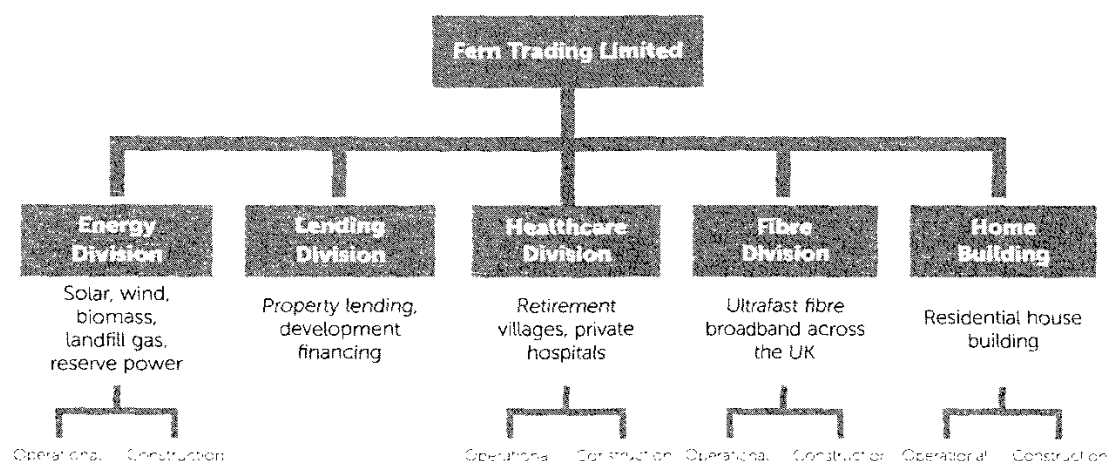 Fern Trading Limited
Energy
Division
Lending
Division
Healthcare
Division
Fibre
Division
Home
Building
Solar, wind,
biomass,
landfill gas,
reserve power
Property lending,
development
financing
Retirement
villages, private
hospitals
Ultrafast fibre
broadband across
the UK
Residential house
building
Operational Construction
Operational Construction
Operational Construction
Operational Construction